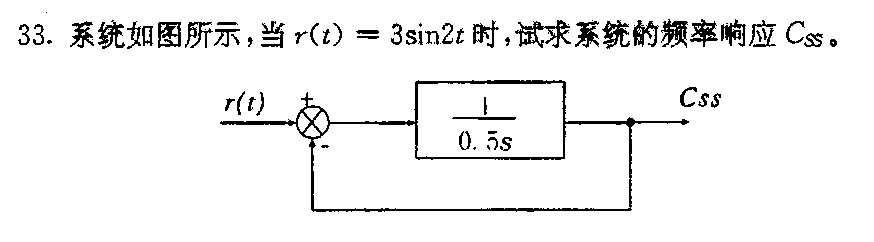 33. 系统如图所示,当 r(t) = 3sin2t 时,试求系统的频率响应 Css。
r(t)
+
1
0.5s
Css
-